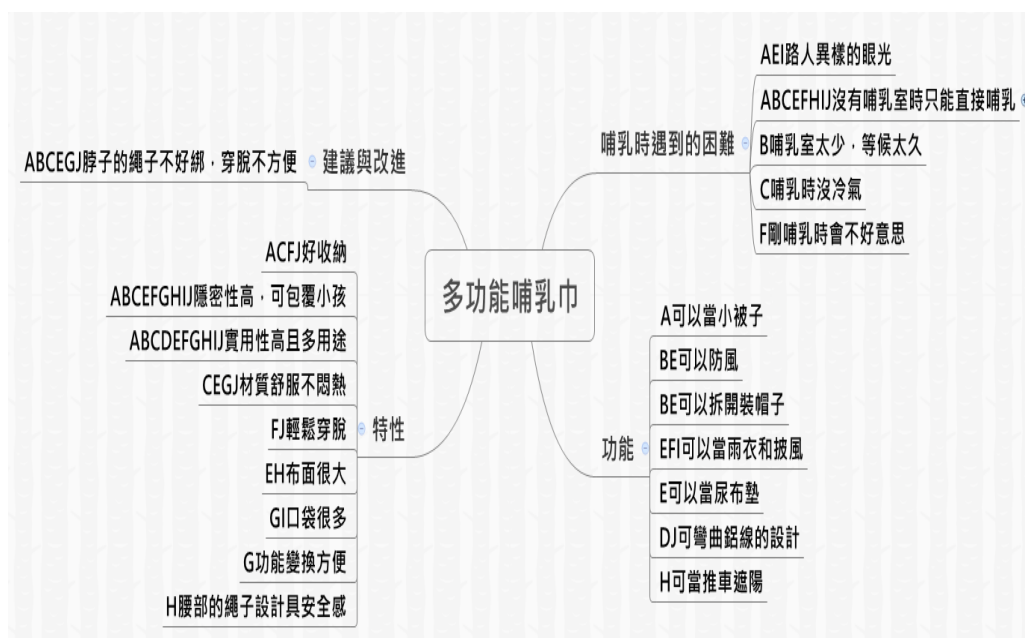 多功能哺乳巾
哺乳時遇到的困難
AEI路人異樣的眼光
ABCEFHIJ沒有哺乳室時只能直接哺乳
B哺乳室太少，等候太久
C哺乳時沒冷氣
F剛哺乳時會不好意思
功能
A可以當小被子
BE可以防風
BE可以拆開裝帽子
EFI可以當雨衣和披風
E可以當尿布墊
DJ可彎曲鋁線的設計
H可當推車遮陽
建議與改進
ABCEGJ脖子的繩子不好綁，穿脫不方便
特性
ACFJ好收納
ABCEFGHIJ隱密性高，可包覆小孩
ABCDEFGHIJ實用性高且多用途
CEGJ材質舒服不悶熱
FJ輕鬆穿脫
EH布面很大
GI口袋很多
G功能變換方便
H腰部的繩子設計具安全感